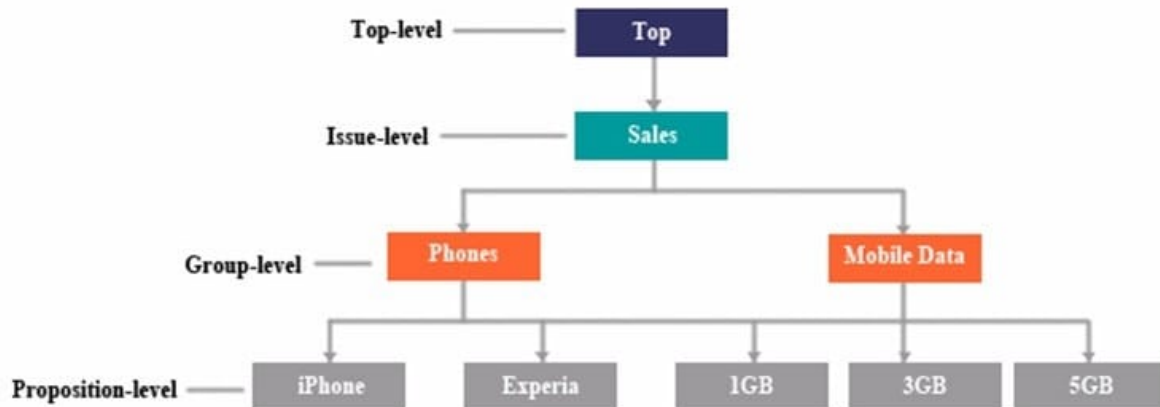 Top-level
Top
Issue-level
Sales
Group-level
Phones
Mobile Data
Proposition-level
iPhone
Experia
1GB
3GB
5GB